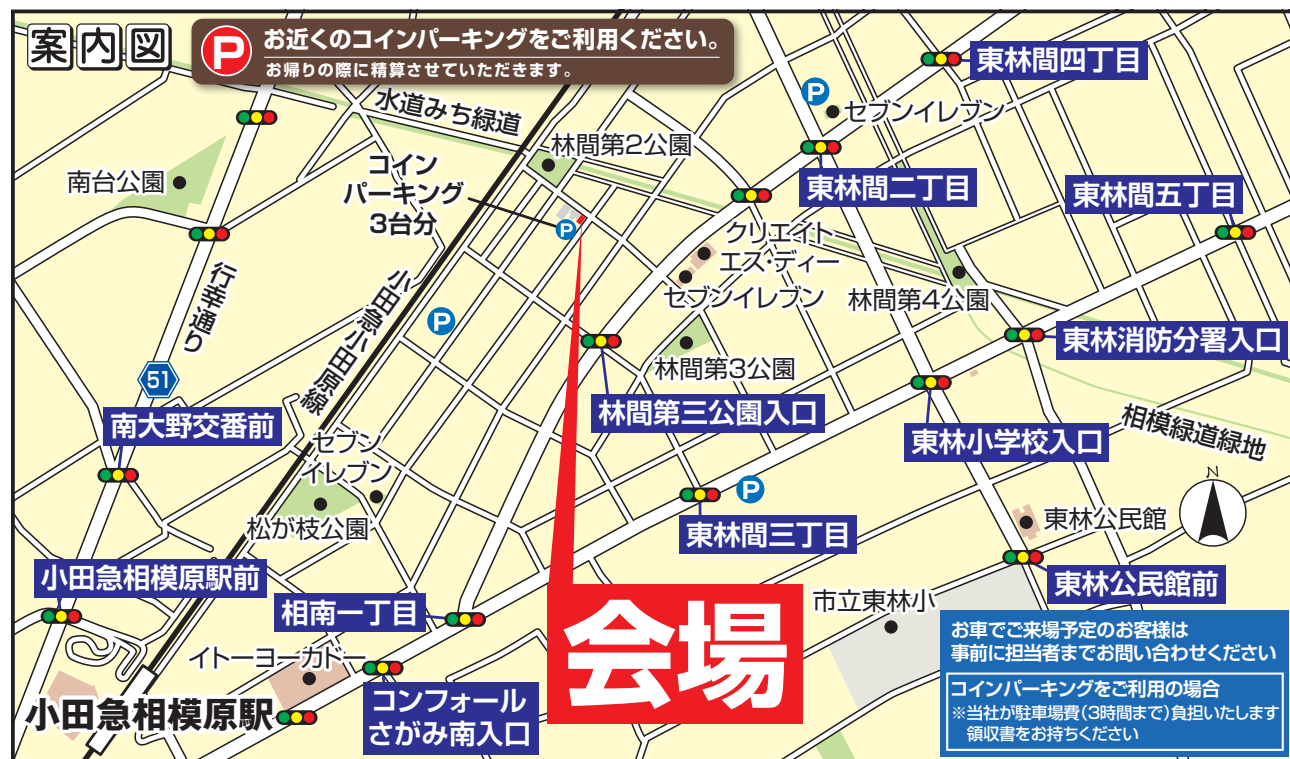 案内図
P
お近くのコインパーキングをご利用ください。
お帰りの際に精算させていただきます。
東林間四丁目
水道みち緑道
P
セブンイレブン
林間第2公園
コイン
パーキング
3台分
南台公園
東林間二丁目
東林間五丁目
P
クリエイト
エス・ディー
セブンイレブン
林間第4公園
行幸通り
小田急小田原線
P
東林消防分署入口
林間第3公園
51
林間第三公園入口
南大野交番前
東林小学校入口
相模緑道緑地
セブン
イレブン
松が枝公園
P
N
東林間三丁目
東林公民館
小田急相模原駅前
東林公民館前
相南一丁目
市立東林小
会場
イトーヨーカドー
小田急相模原駅
コンフォール
さがみ南入口
お車でご来場予定のお客様は
事前に担当者までお問い合わせください
コインパーキングをご利用の場合
※当社が駐車場費(3時間まで)負担いたします
領収書をお持ちください